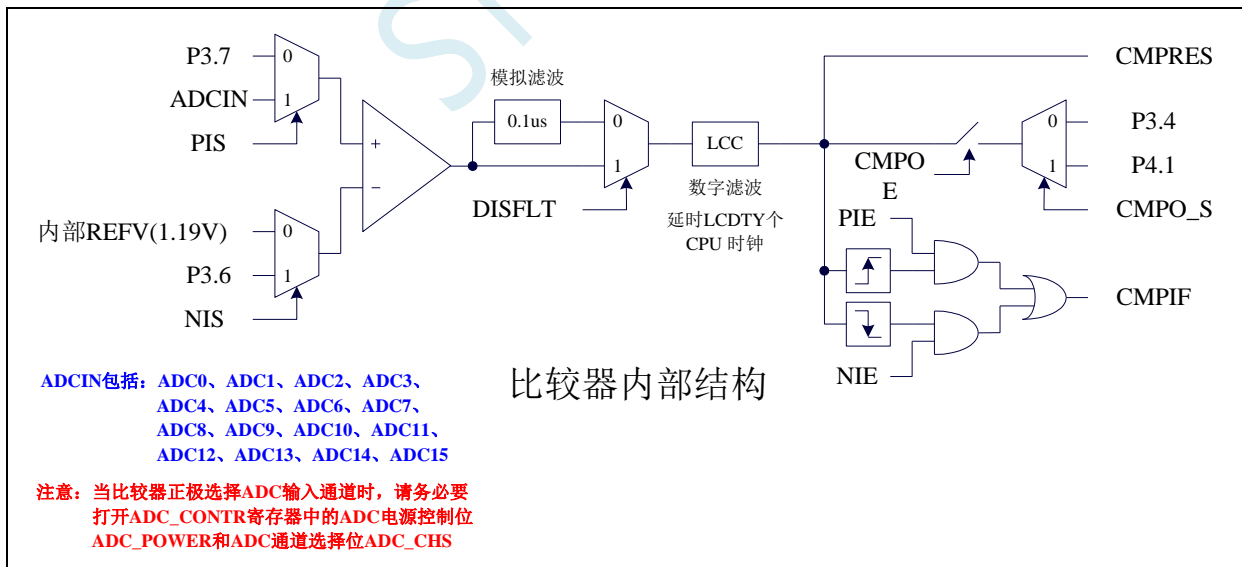 P3.7
0
ADCIN
1
PIS
+
−
内部REFV(1.19V)
0
P3.6
1
NIS
模拟滤波
0.1us
0
1
DISFLT
LCC
数字滤波
延时LCDTY个
CPU 时钟
CMPRES
CMPO
E
0
P3.4
1
P4.1
CMPO_S
PIE
CMPIF
NIE
比较器内部结构
ADCIN包括：ADC0、ADC1、ADC2、ADC3、
ADC4、ADC5、ADC6、ADC7、
ADC8、ADC9、ADC10、ADC11、
ADC12、ADC13、ADC14、ADC15
注意：当比较器正极选择ADC输入通道时，请务必要
打开ADC_CONTR寄存器中的ADC电源控制位
ADC_POWER和ADC通道选择位ADC_CHS